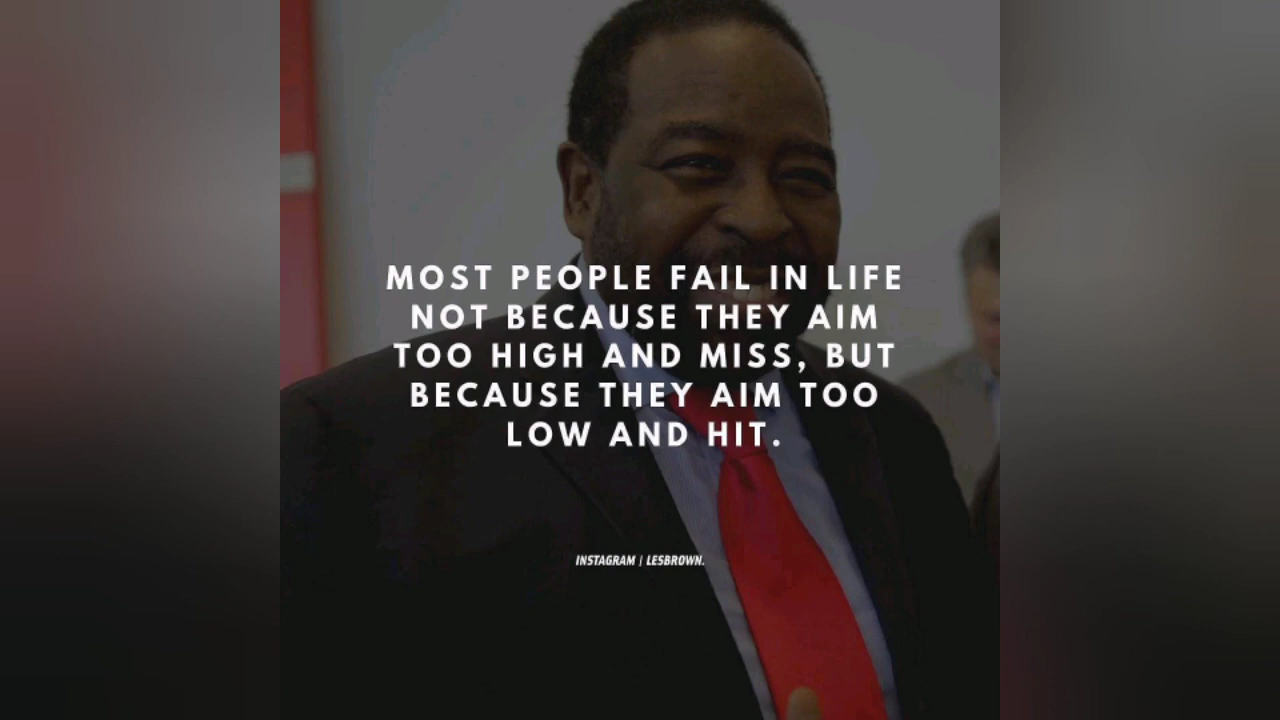 MOST PEOPLE FAIL IN LIFE
NOT BECAUSE THEY AIM
TOO HIGH AND MISS, BUT
BECAUSE THEY AIM TOO
LOW AND HIT.
INSTAGRAM | LESBROWN.